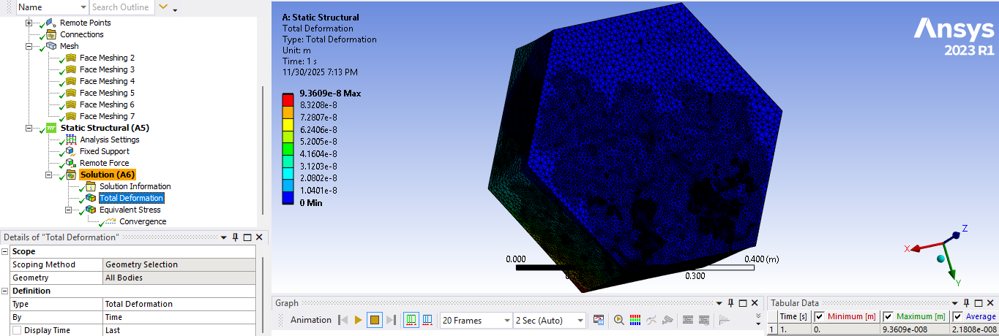 Name Search Outline
Remote Points
Connections
Mesh
Face Meshing 2
Face Meshing 3
Face Meshing 4
Face Meshing 5
Face Meshing 6
Face Meshing 7
Static Structural (A5)
Analysis Settings
Fixed Support
Remote Force
Solution (A6)
Solution Information
Total Deformation
Equivalent Stress
Convergence
Details of "Total Deformation"
Scope
Scoping Method Geometry Selection
Geometry All Bodies
Definition
Type Total Deformation
By Time
Display Time Last
A: Static Structural
Total Deformation
Type: Total Deformation
Unit: m
Time: 1 s
11/30/2025 7:13 PM
9.3609e-8 Max
8.3208e-8
7.2807e-8
6.2406e-8
5.2005e-8
4.1604e-8
3.1203e-8
2.0802e-8
1.0401e-8
0 Min
Ansys
2023 R1
0.000 0.400 (m)
0.300
X
Y
Z
Graph
Animation 20 Frames 2 Sec (Auto)
Tabular Data
Time [s] Minimum [m] Maximum [m] Average
1 1. 0. 9.3609e-008 2.1808e-008